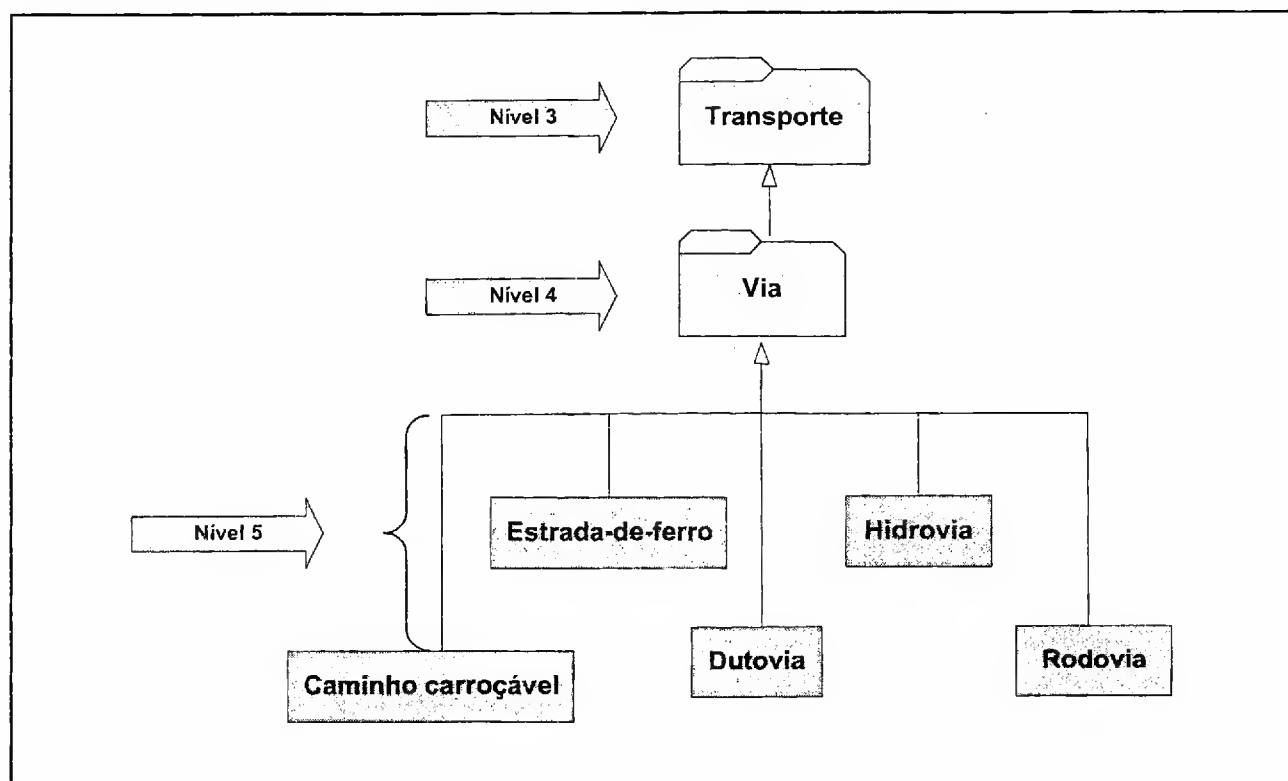 Nível 3
Transporte
Nível 4
Via
Nível 5
Estrada-de-ferro
Hidrovia
Caminho carroçável
Dutovia
Rodovia